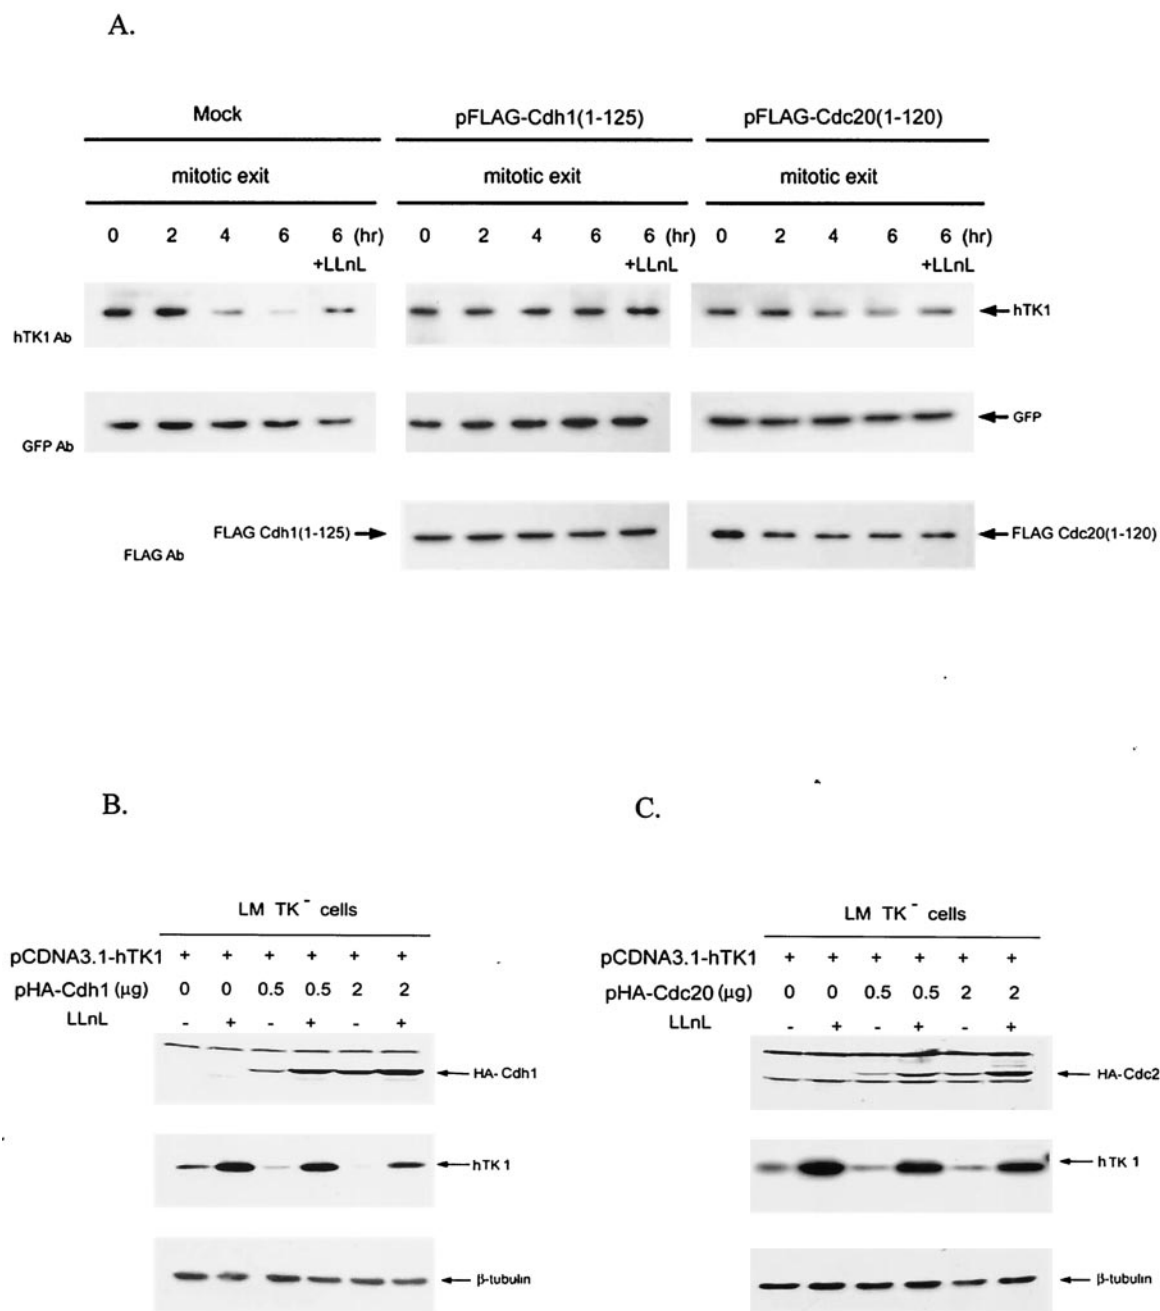 A.
Mock pFLAG-Cdh1(1-125) pFLAG-Cdc20(1-120)
mitotic exit mitotic exit mitotic exit
0 2 4 6 6 (hr) 0 2 4 6 6 (hr) 0 2 4 6 6 (hr)
+LLnL +LLnL +LLnL
hTK1 Ab hTK1
GFP Ab GFP
FLAG Ab FLAG Cdh1(1-125) FLAG Cdc20(1-120)
B.
LM TK - cells
pCDNA3.1-hTK1 + + + + + +
pHA-Cdh1 (μg) 0 0 0.5 0.5 2 2
LLnL - + - + - +
HA-Cdh1
hTK 1
β-tubulin
C.
LM TK - cells
pCDNA3.1-hTK1 + + + + + +
pHA-Cdc20 (μg) 0 0 0.5 0.5 2 2
LLnL - + - + - +
HA-Cdc2
hTK 1
β-tubulin